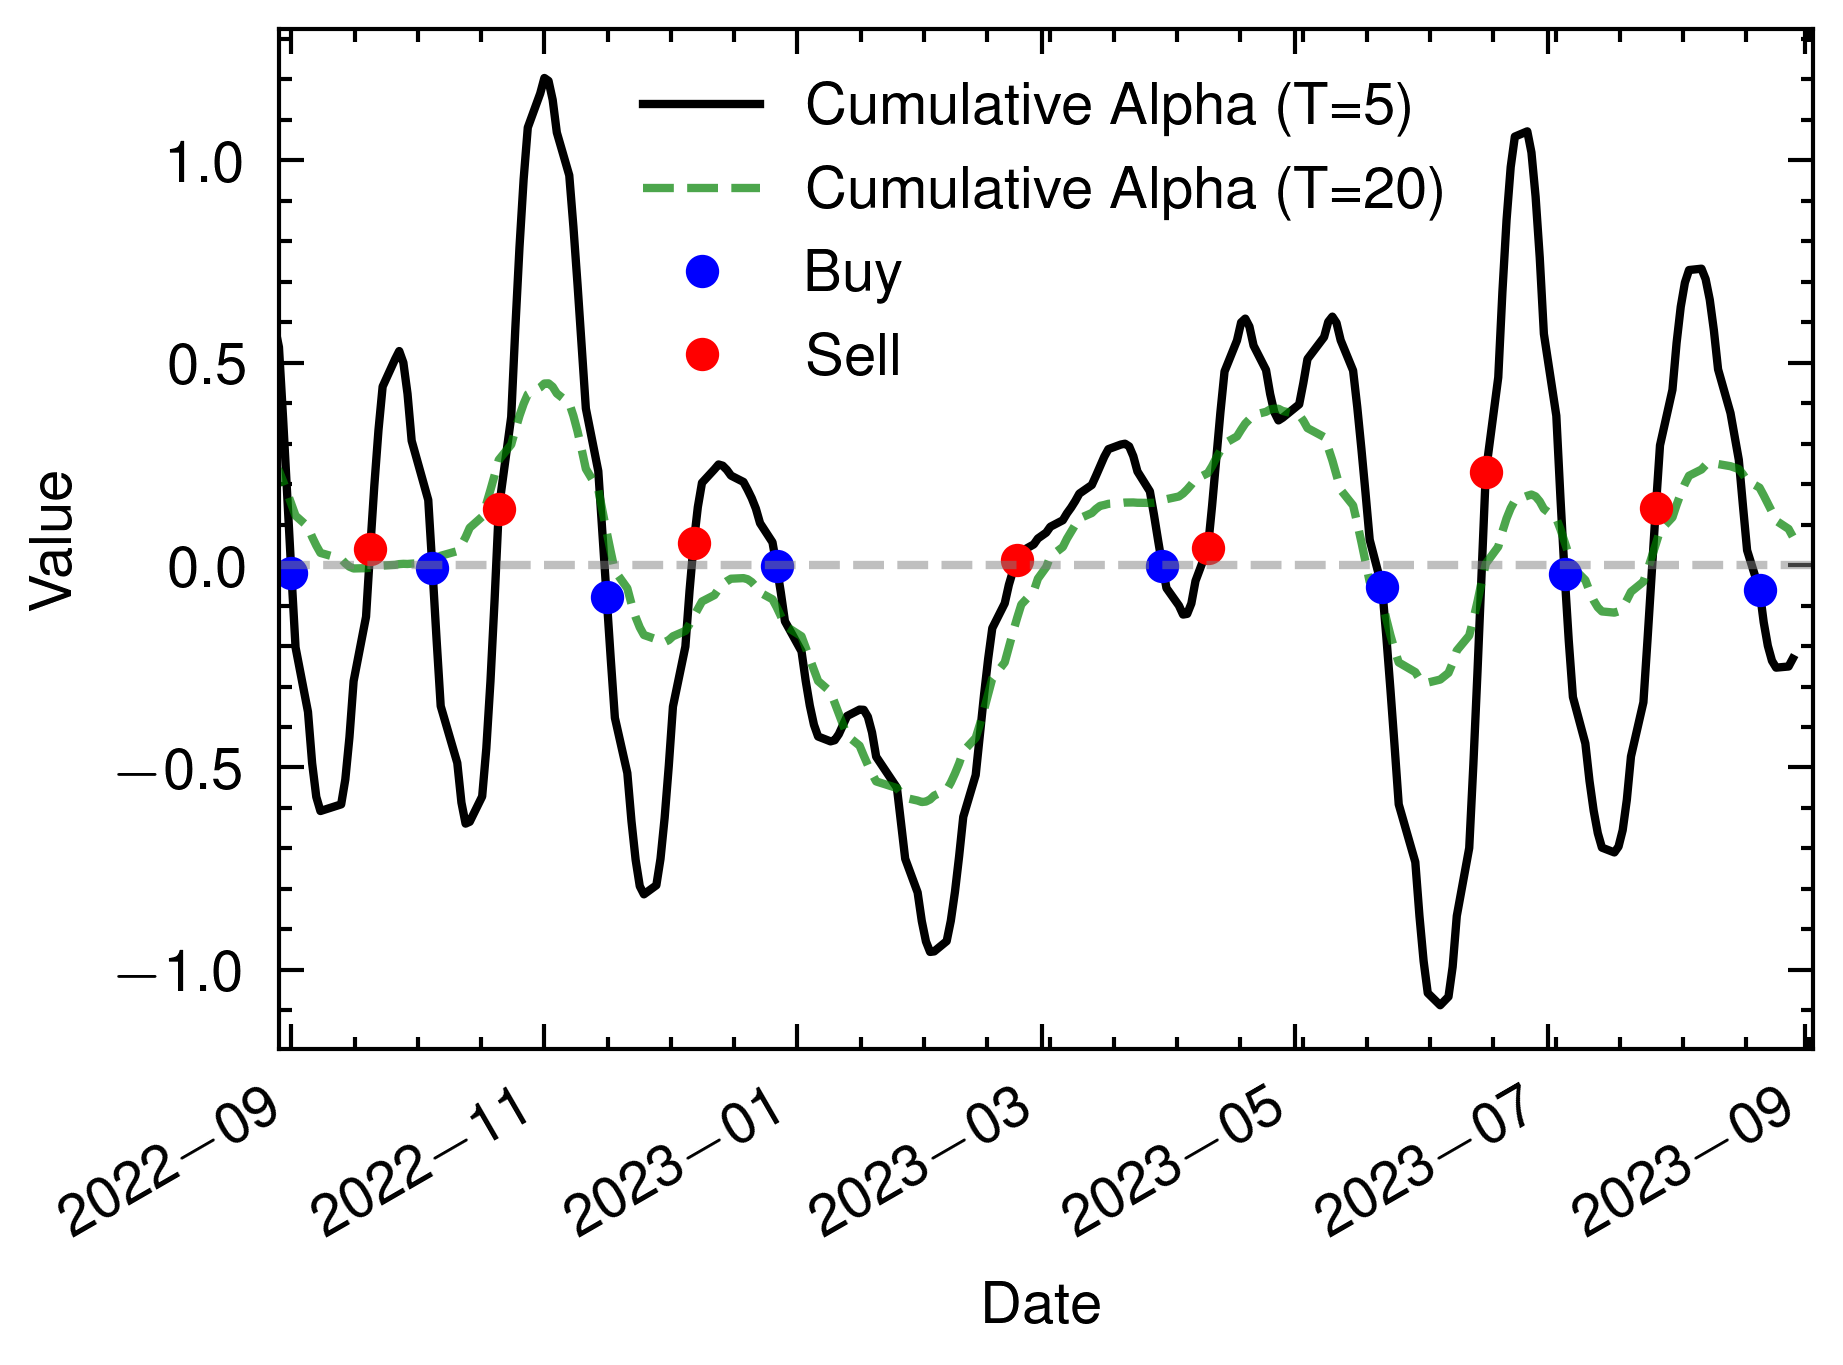 Cumulative Alpha (T=5)
Cumulative Alpha (T=20)
Buy
Sell
1.0
0.5
0.0
−0.5
−1.0
Value
2022−09
2022−11
2023−01
2023−03
2023−05
2023−07
2023−09
Date